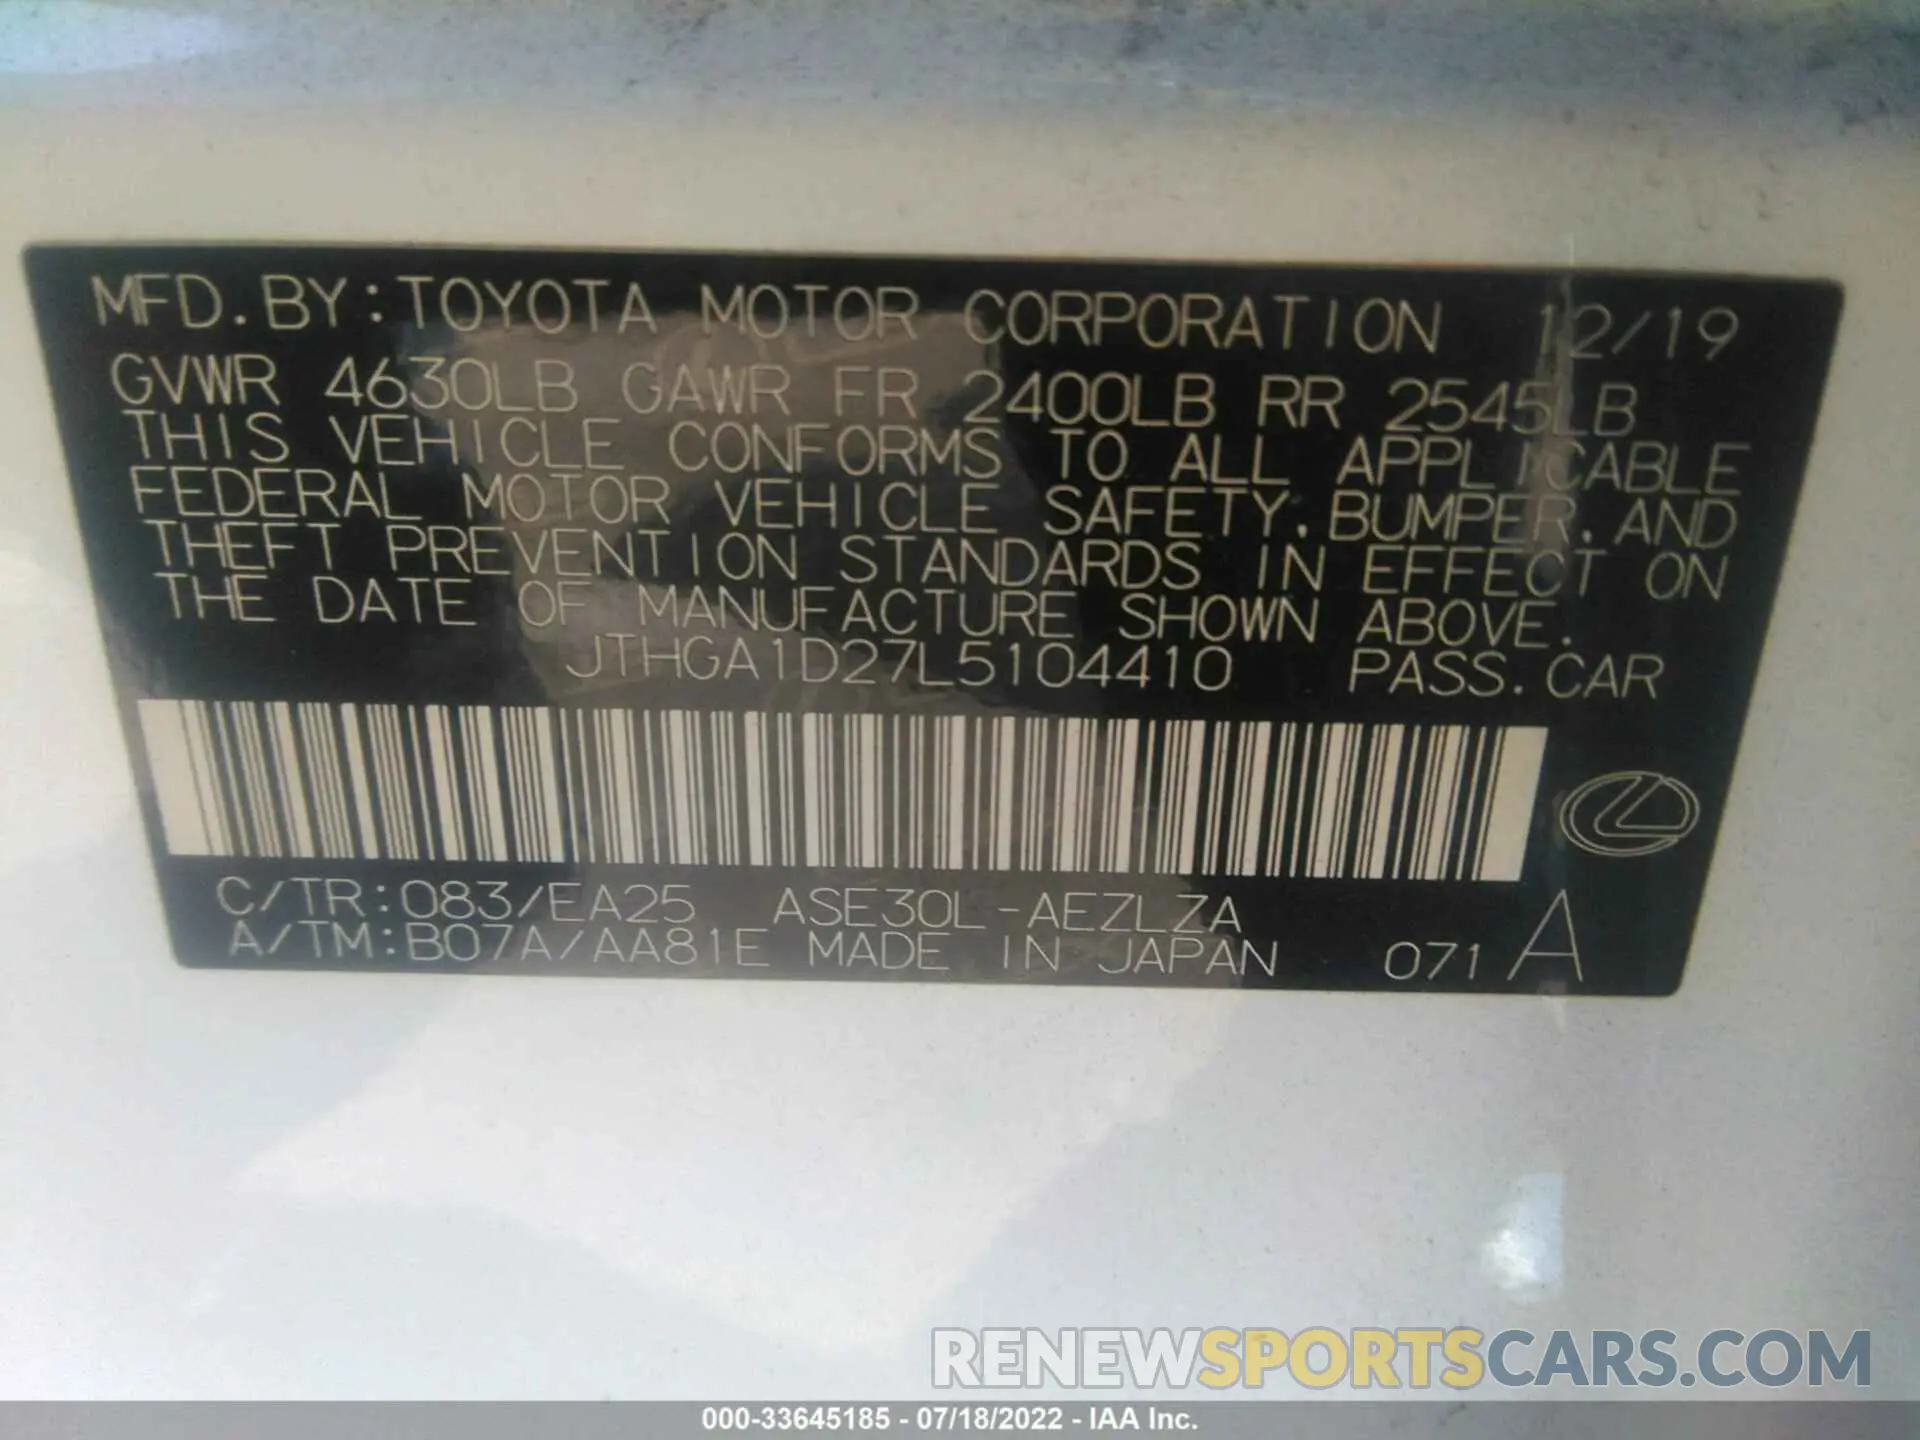 MFD. BY: TOYOTA MOTOR CORPORATION 12/19
GVWR 4630LB GAWR FR 2400LB RR 2545LB
THIS VEHICLE CONFORMS TO ALL APPLICABLE
FEDERAL MOTOR VEHICLE SAFETY, BUMPER, AND
THEFT PREVENTION STANDARDS IN EFFECT ON
THE DATE OF MANUFACTURE SHOWN ABOVE.
JTHGA1D27L5104410 PASS. CAR
C/TR:083/EA25 ASE30L-AEZLZA
A/TM:B07A/AA81E MADE IN JAPAN 071 A
RENEWSPORTSCARS.COM
000-33645185 - 07/18/2022 - IAA Inc.